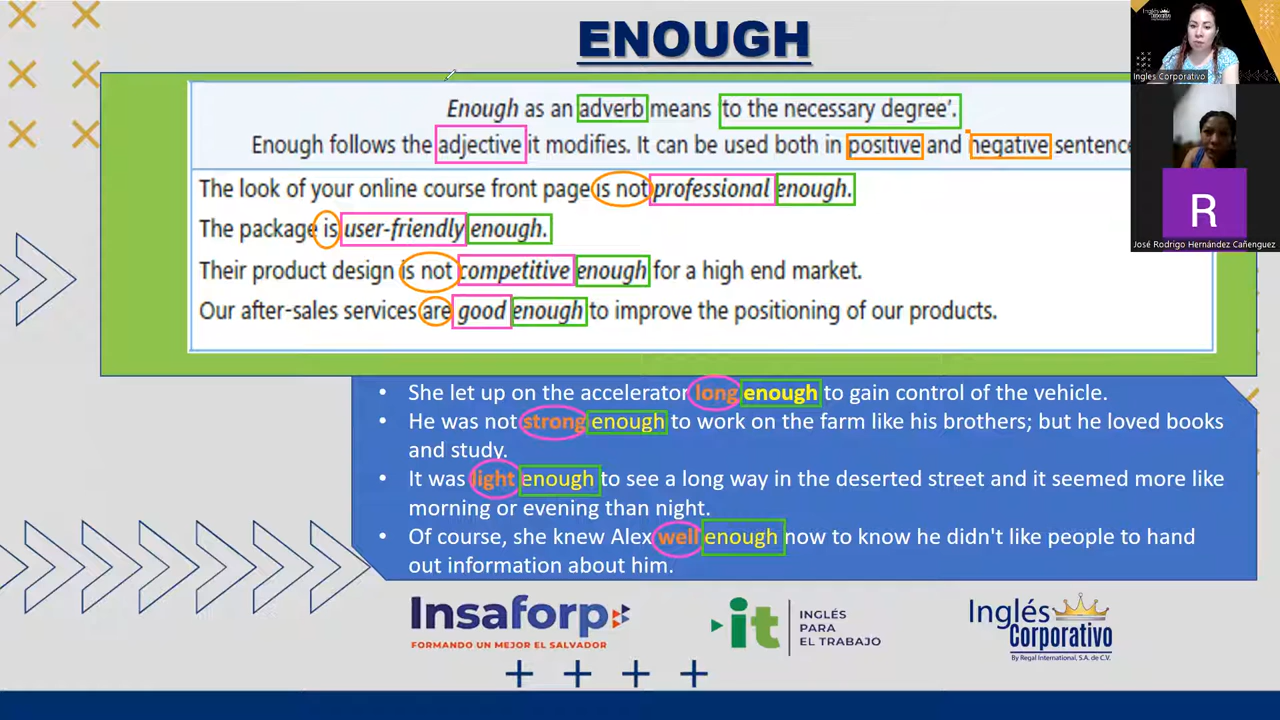 ENOUGH
Enough as an adverb means 'to the necessary degree'.
Enough follows the adjective it modifies. It can be used both in positive and negative sentence
The look of your online course front page is not professional enough.
The package is user-friendly enough.
Their product design is not competitive enough for a high end market.
Our after-sales services are good enough to improve the positioning of our products.
• She let up on the accelerator long enough to gain control of the vehicle.
• He was not strong enough to work on the farm like his brothers; but he loved books
and study.
• It was light enough to see a long way in the deserted street and it seemed more like
morning or evening than night.
• Of course, she knew Alex well enough now to know he didn't like people to hand
out information about him.
Insaforp
FORMANDO UN MEJOR EL SALVADOR
it
INGLÉS
PARA
EL TRABAJO
Inglés
Corporativo
By Regal International, S.A. de C.V.
Inglés
Corporativo
Ingles Corporativo
R
José Rodrigo Hernández Cañenguez